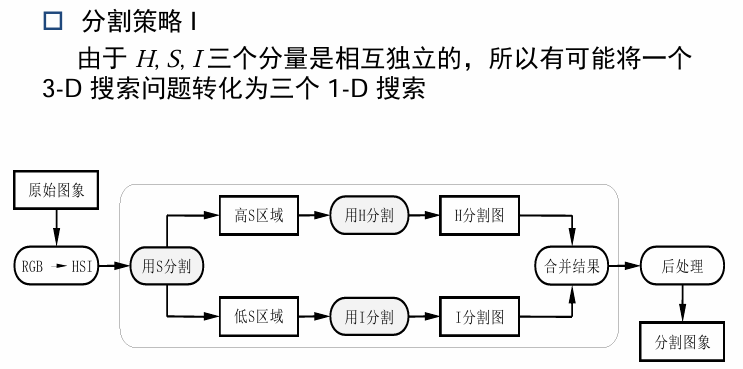 分割策略 I
由于 H, S, I 三个分量是相互独立的，所以有可能将一个
3-D 搜索问题转化为三个 1-D 搜索
原始图象
高S区域
用H分割
H分割图
RGB → HSI
用S分割
合并结果
后处理
低S区域
用I分割
I分割图
分割图象